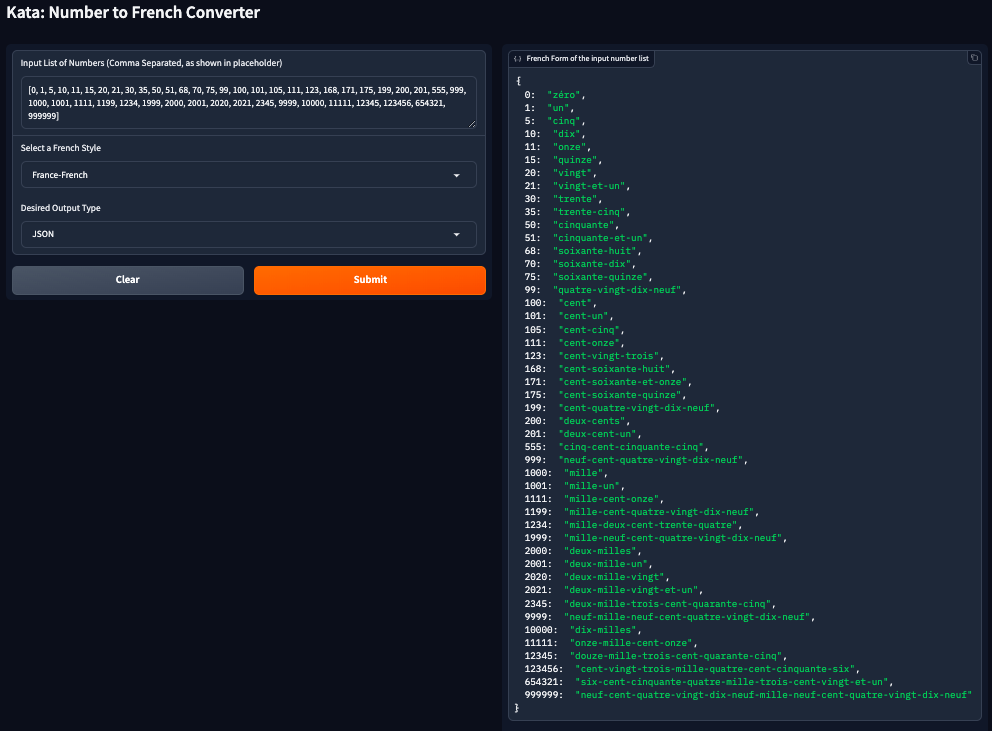 Kata: Number to French Converter
Input List of Numbers (Comma Separated, as shown in placeholder)
[0, 1, 5, 10, 11, 15, 20, 21, 30, 35, 50, 51, 68, 70, 75, 99, 100, 101, 105, 111, 123, 168, 171, 175, 199, 200, 201, 555, 999,
1000, 1001, 1111, 1199, 1234, 1999, 2000, 2001, 2020, 2021, 2345, 9999, 10000, 11111, 12345, 123456, 654321,
999999]
Select a French Style
France-French
Desired Output Type
JSON
Clear
Submit
{} French Form of the input number list
{
0: "zéro",
1: "un",
5: "cinq",
10: "dix",
11: "onze",
15: "quinze",
20: "vingt",
21: "vingt-et-un",
30: "trente",
35: "trente-cinq",
50: "cinquante",
51: "cinquante-et-un",
68: "soixante-huit",
70: "soixante-dix",
75: "soixante-quinze",
99: "quatre-vingt-dix-neuf",
100: "cent",
101: "cent-un",
105: "cent-cinq",
111: "cent-onze",
123: "cent-vingt-trois",
168: "cent-soixante-huit",
171: "cent-soixante-et-onze",
175: "cent-soixante-quinze",
199: "cent-quatre-vingt-dix-neuf",
200: "deux-cents",
201: "deux-cent-un",
555: "cinq-cent-cinquante-cinq",
999: "neuf-cent-quatre-vingt-dix-neuf",
1000: "mille",
1001: "mille-un",
1111: "mille-cent-onze",
1199: "mille-cent-quatre-vingt-dix-neuf",
1234: "mille-deux-cent-trente-quatre",
1999: "mille-neuf-cent-quatre-vingt-dix-neuf",
2000: "deux-milles",
2001: "deux-mille-un",
2020: "deux-mille-vingt",
2021: "deux-mille-vingt-et-un",
2345: "deux-mille-trois-cent-quarante-cinq",
9999: "neuf-mille-neuf-cent-quatre-vingt-dix-neuf",
10000: "dix-milles",
11111: "onze-mille-cent-onze",
12345: "douze-mille-trois-cent-quarante-cinq",
123456: "cent-vingt-trois-mille-quatre-cent-cinquante-six",
654321: "six-cent-cinquante-quatre-mille-trois-cent-vingt-et-un",
999999: "neuf-cent-quatre-vingt-dix-neuf-mille-neuf-cent-quatre-vingt-dix-neuf"
}